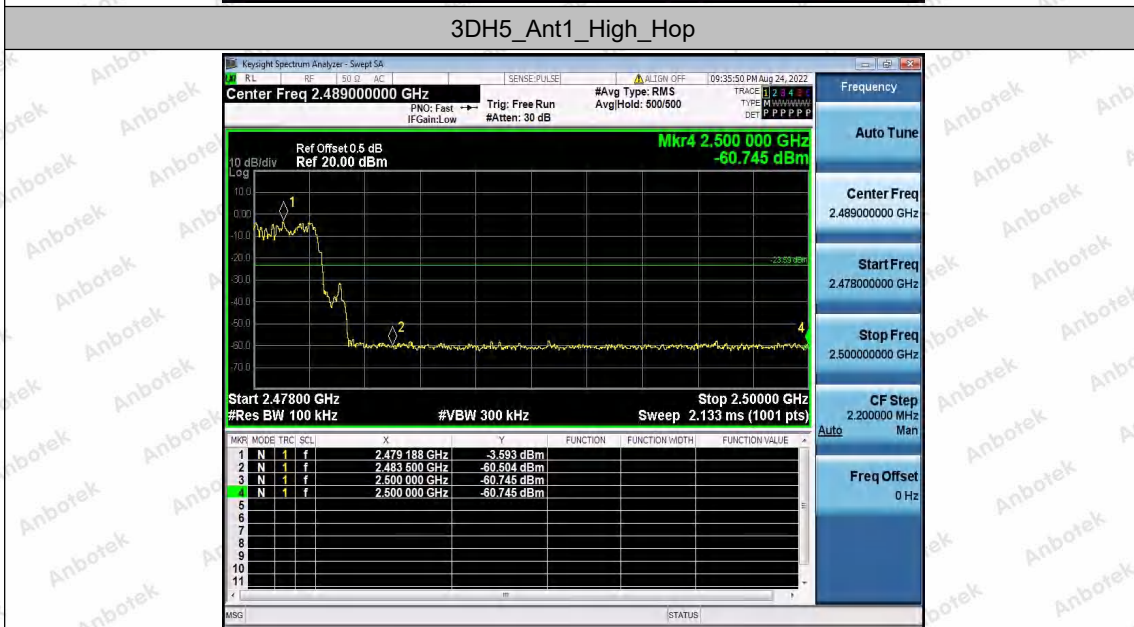 3DH5_Ant1_High_Hop
Keysight Spectrum Analyzer - Swept SA
RL RF 50 Ω AC SENSE:PULSE ALIGN OFF 09:35:50 PM Aug 24, 2022
Center Freq 2.489000000 GHz #Avg Type: RMS TRACE 1 2 3 4 5 6
PNO: Fast Trig: Free Run Avg|Hold: 500/500 TYPE M WWWWW
IFGain:Low #Atten: 30 dB DET P P P P P P
Frequency
Mkr4 2.500 000 GHz
-60.745 dBm
Ref Offset 0.5 dB
10 dB/div Ref 20.00 dBm
Log
10.0
0.00
-10.0
-20.0
-30.0
-40.0
-50.0
-60.0
-70.0
1
2
4
-23.59 dBm
Start 2.47800 GHz Stop 2.50000 GHz
#Res BW 100 kHz #VBW 300 kHz Sweep 2.133 ms (1001 pts)
MKR MODE TRC SCL X Y FUNCTION FUNCTION WIDTH FUNCTION VALUE
1 N 1 f 2.479 188 GHz -3.593 dBm
2 N 1 f 2.483 500 GHz -60.504 dBm
3 N 1 f 2.500 000 GHz -60.745 dBm
4 N 1 f 2.500 000 GHz -60.745 dBm
5
6
7
8
9
10
11
MSG STATUS
Auto Tune
Center Freq
2.489000000 GHz
Start Freq
2.478000000 GHz
Stop Freq
2.500000000 GHz
CF Step
2.200000 MHz
Auto Man
Freq Offset
0 Hz
Anbotek